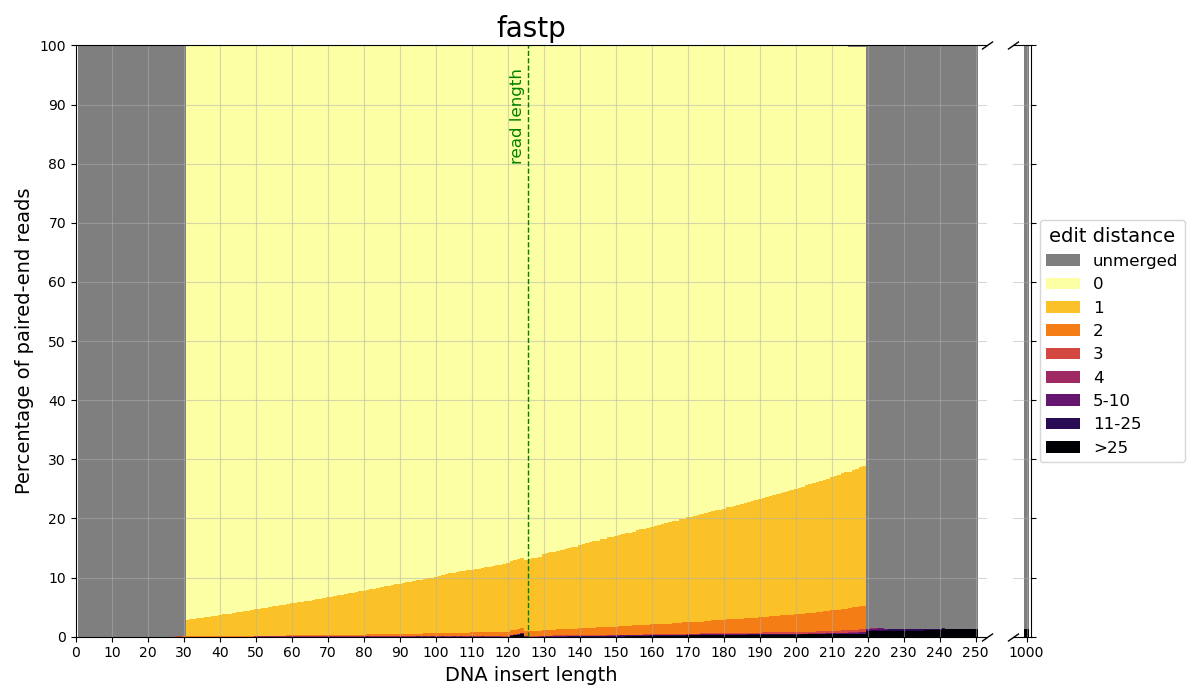 fastp
100
90
80
70
60
50
40
30
20
10
0
Percentage of paired-end reads
read length
0 10 20 30 40 50 60 70 80 90 100 110 120 130 140 150 160 170 180 190 200 210 220 230 240 250 1000
DNA insert length
edit distance
unmerged
0
1
2
3
4
5-10
11-25
>25